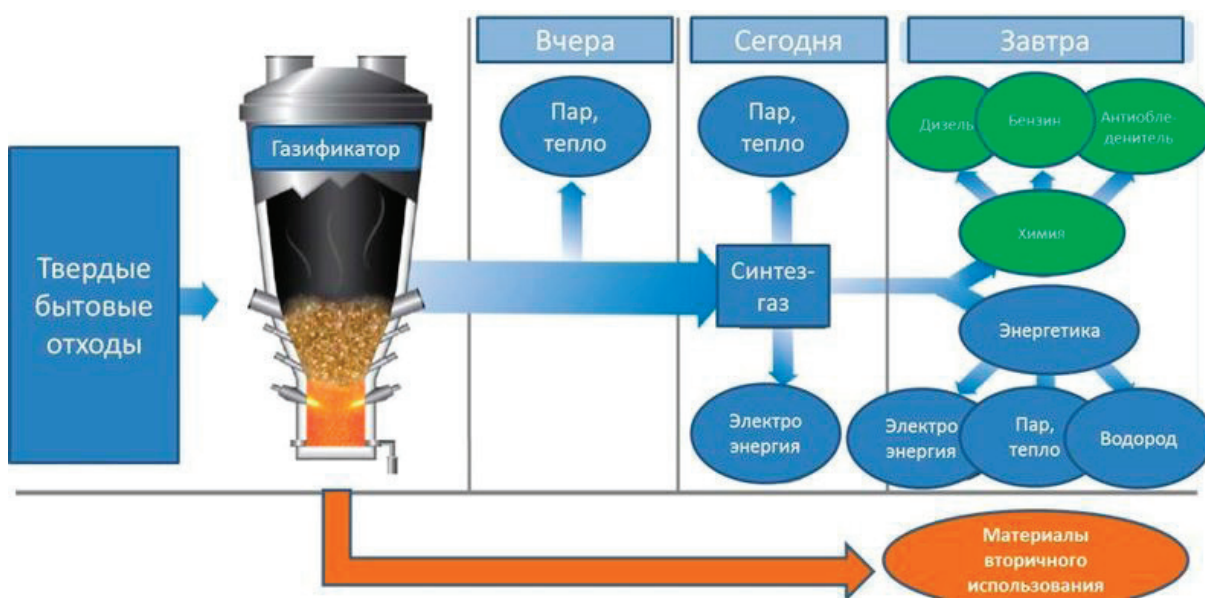 Вчера
Сегодня
Завтра
Газификатор
Твердые
бытовые
отходы
Пар,
тепло
Пар,
тепло
Синтез-
газ
Электро
энергия
Дизель
Бензин
Антиобле-
денитель
Химия
Энергетика
Электро
энергия
Пар,
тепло
Водород
Материалы
вторичного
использования